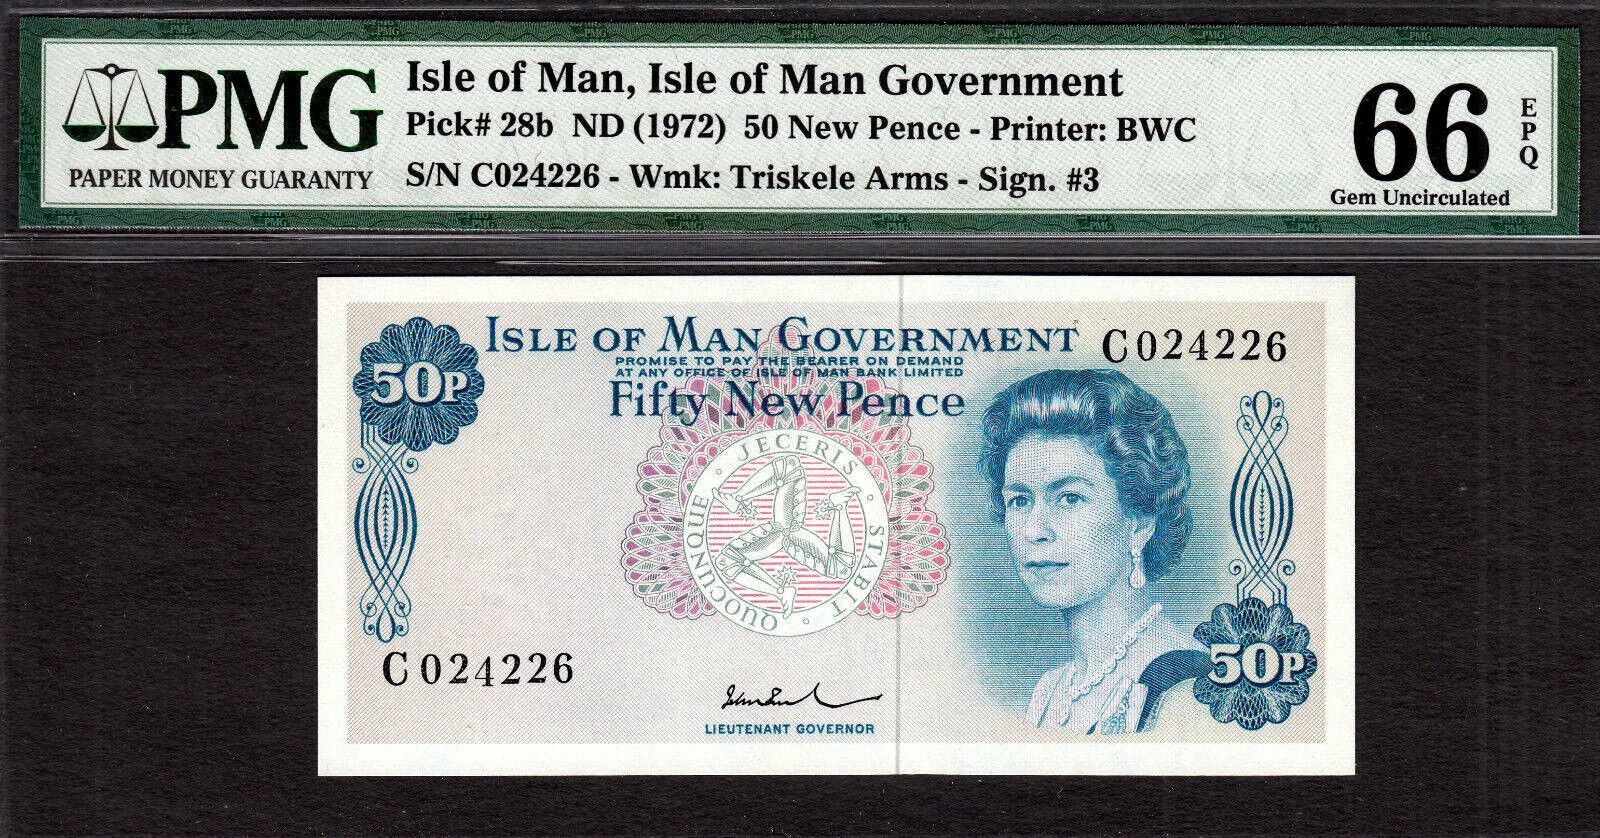 PMG
PAPER MONEY GUARANTY
Isle of Man, Isle of Man Government
Pick# 28b ND (1972) 50 New Pence - Printer: BWC
S/N C024226 - Wmk: Triskele Arms - Sign. #3
66
EPQ
Gem Uncirculated
ISLE OF MAN GOVERNMENT
PROMISE TO PAY THE BEARER ON DEMAND
AT ANY OFFICE OF ISLE OF MAN BANK LIMITED
Fifty New Pence
C 024226
50P
QUOCUNQUE · JECERIS · STABIT ·
C 024226
LIEUTENANT GOVERNOR
50P